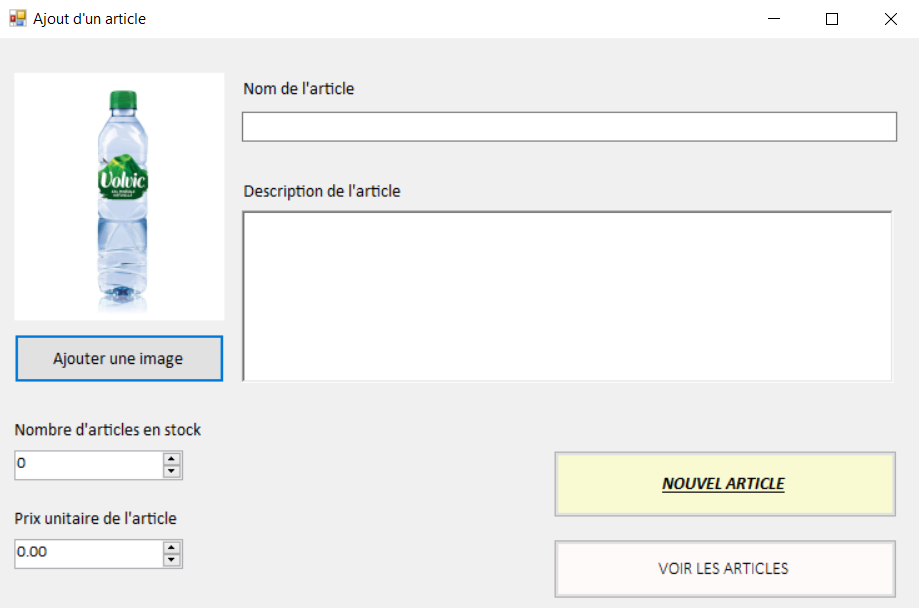 Ajout d'un article
Nom de l'article
Volvic
Description de l'article
Ajouter une image
Nombre d'articles en stock
0
NOUVEL ARTICLE
Prix unitaire de l'article
0.00
VOIR LES ARTICLES